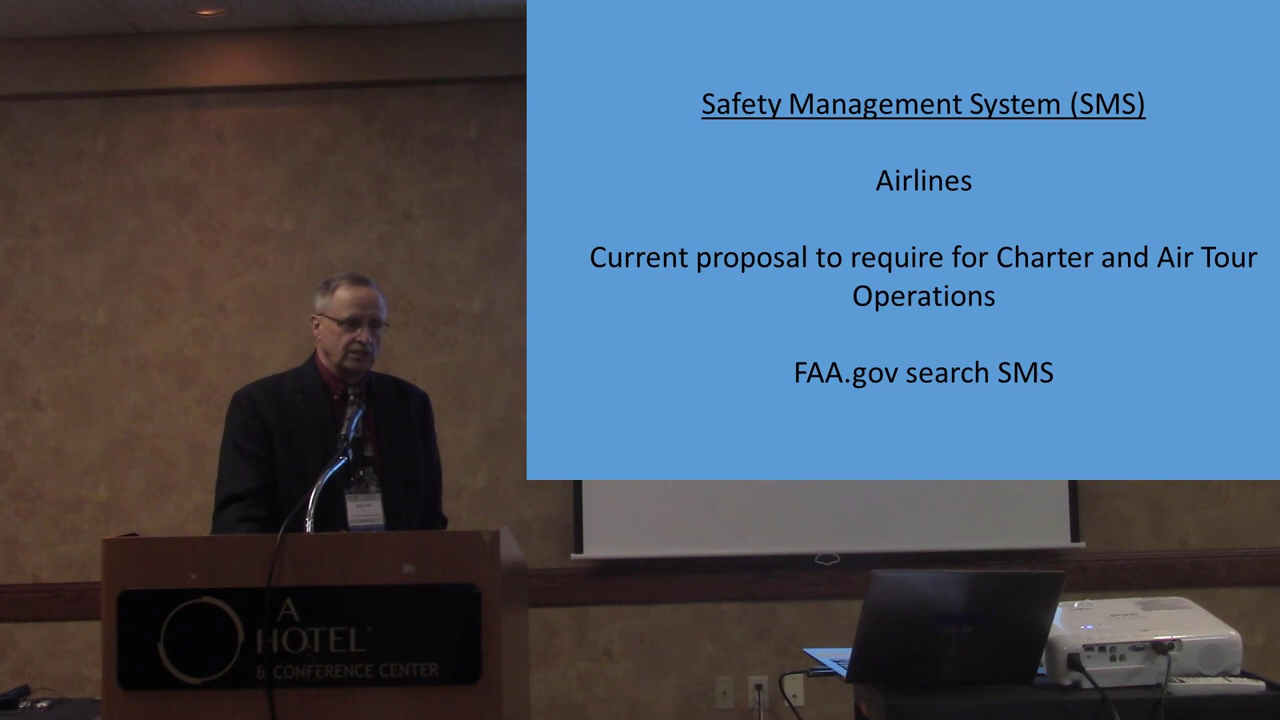 Safety Management System (SMS)
Airlines
Current proposal to require for Charter and Air Tour
Operations
FAA.gov search SMS
A
HOTEL
& CONFERENCE CENTER